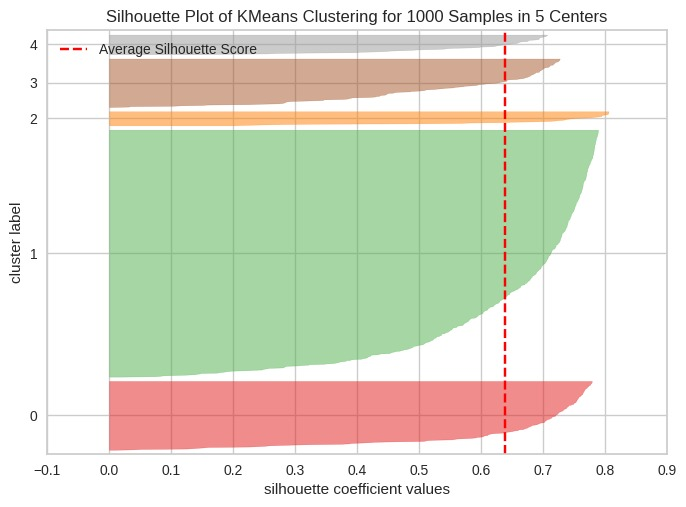 Silhouette Plot of KMeans Clustering for 1000 Samples in 5 Centers
Average Silhouette Score
cluster label
4
3
2
1
0
−0.1 0.0 0.1 0.2 0.3 0.4 0.5 0.6 0.7 0.8 0.9
silhouette coefficient values